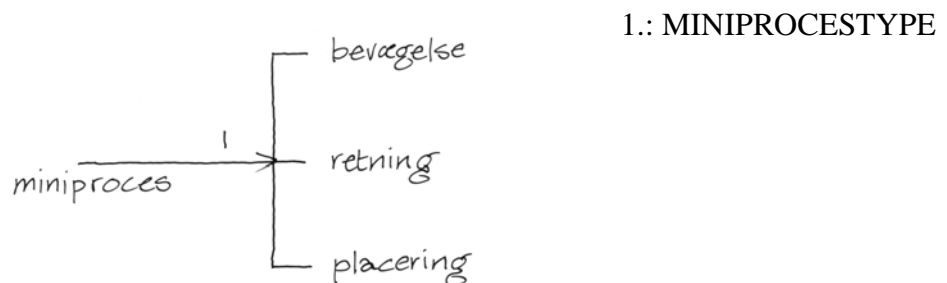 1.: MINIPROCESTYPE
bevægelse
1
retning
miniproces
placering